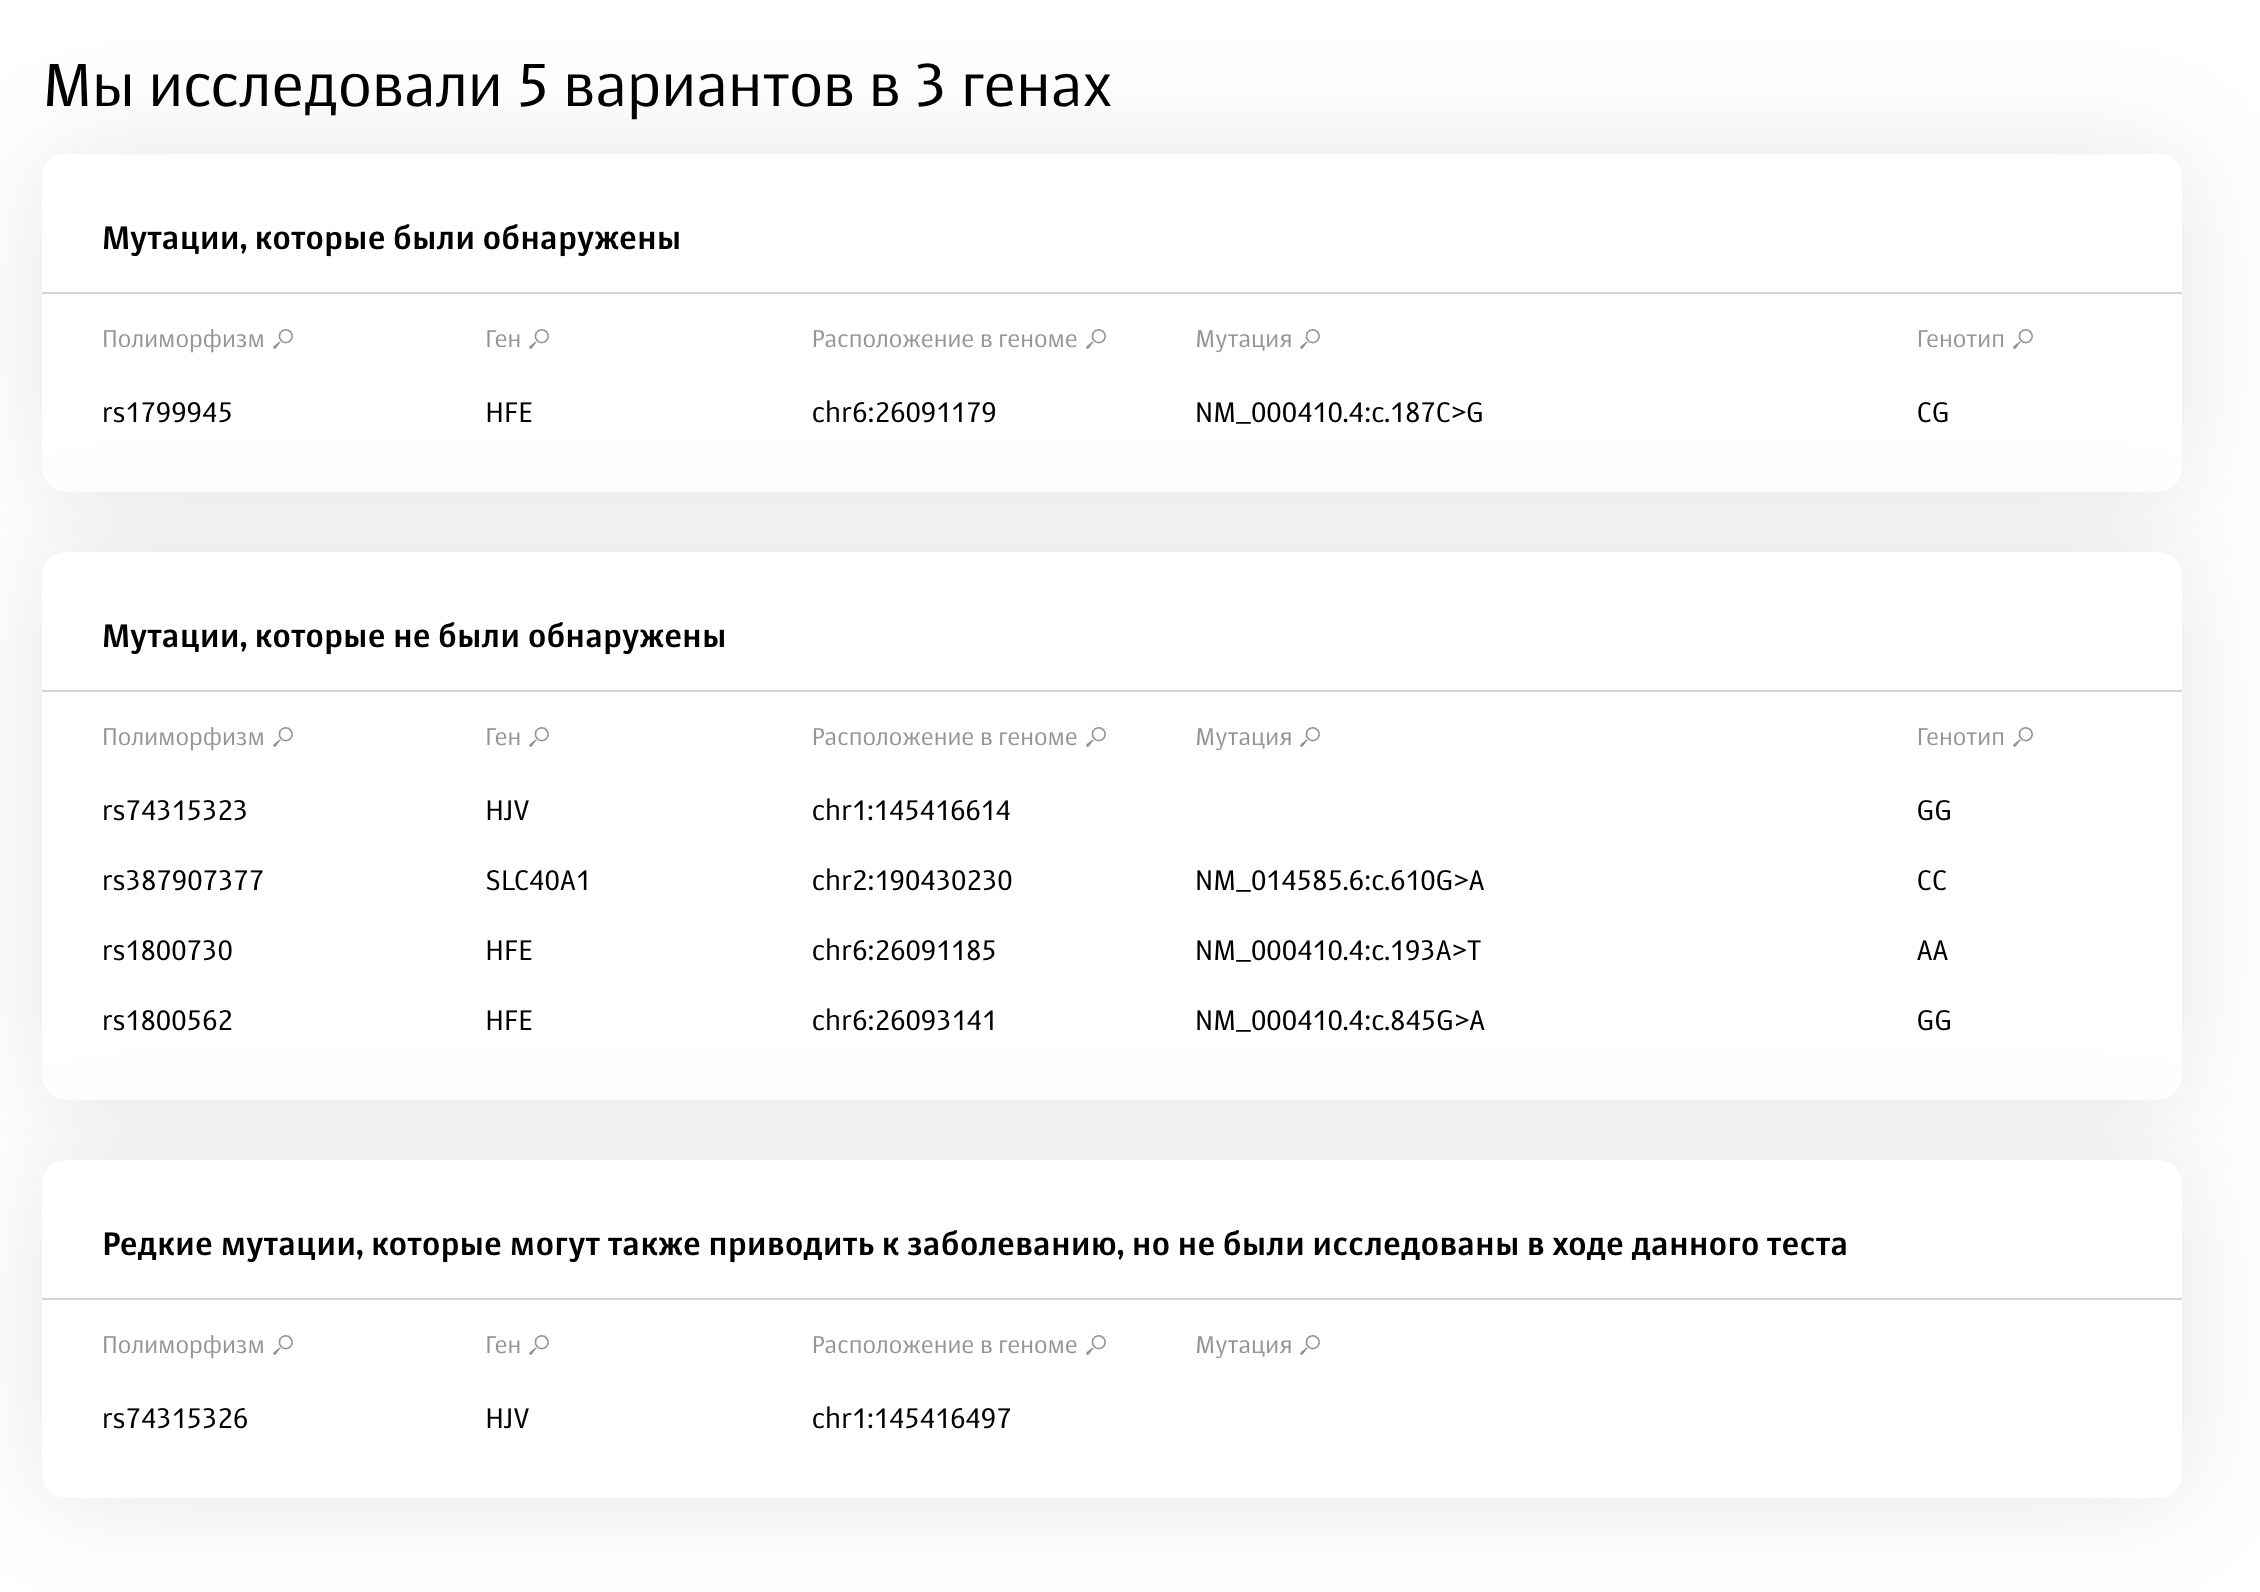 Мы исследовали 5 вариантов в 3 генах
Мутации, которые были обнаружены
Полиморфизм Ген Расположение в геноме Мутация Генотип
rs1799945 HFE chr6:26091179 NM_000410.4:c.187C>G CG
Мутации, которые не были обнаружены
Полиморфизм Ген Расположение в геноме Мутация Генотип
rs74315323 HJV chr1:145416614 GG
rs387907377 SLC40A1 chr2:190430230 NM_014585.6:c.610G>A CC
rs1800730 HFE chr6:26091185 NM_000410.4:c.193A>T AA
rs1800562 HFE chr6:26093141 NM_000410.4:c.845G>A GG
Редкие мутации, которые могут также приводить к заболеванию, но не были исследованы в ходе данного теста
Полиморфизм Ген Расположение в геноме Мутация
rs74315326 HJV chr1:145416497